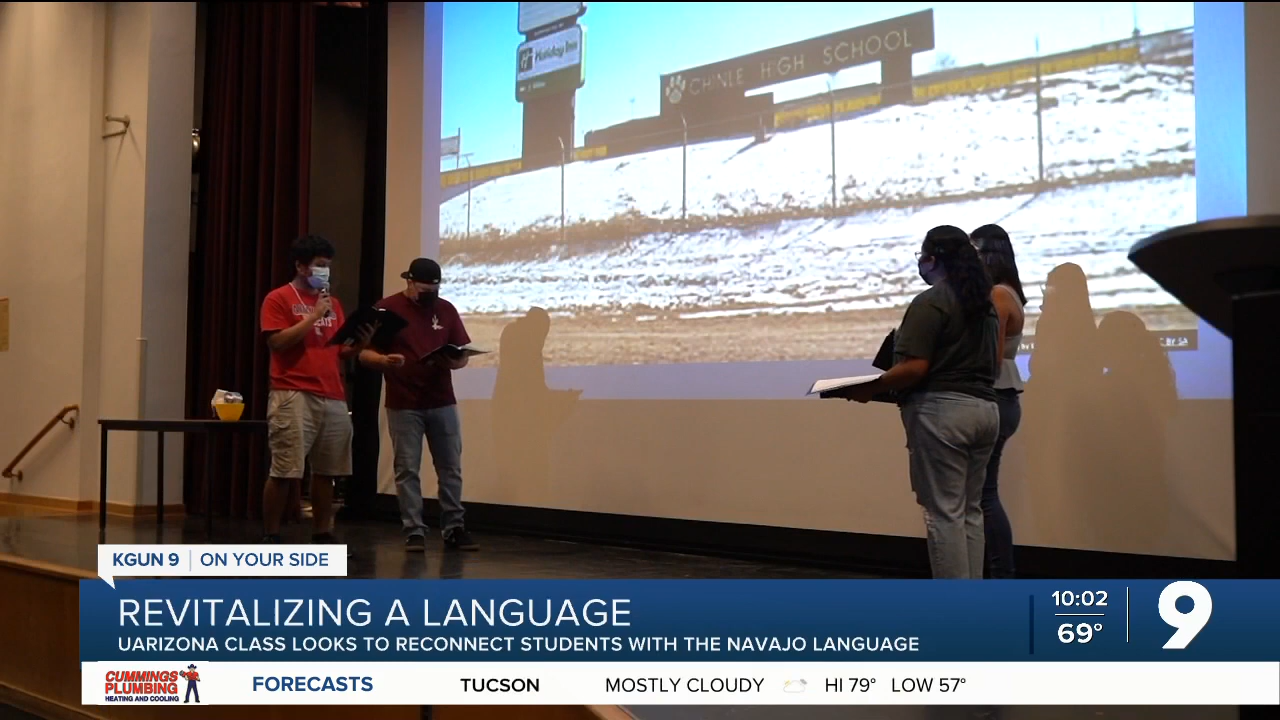 Holiday Inn
CHINLE HIGH SCHOOL
BY SA
KGUN 9 | ON YOUR SIDE
REVITALIZING A LANGUAGE
UARIZONA CLASS LOOKS TO RECONNECT STUDENTS WITH THE NAVAJO LANGUAGE
10:02
69°
9
CUMMINGS
PLUMBING
HEATING AND COOLING
FORECASTS TUCSON MOSTLY CLOUDY HI 79° LOW 57°